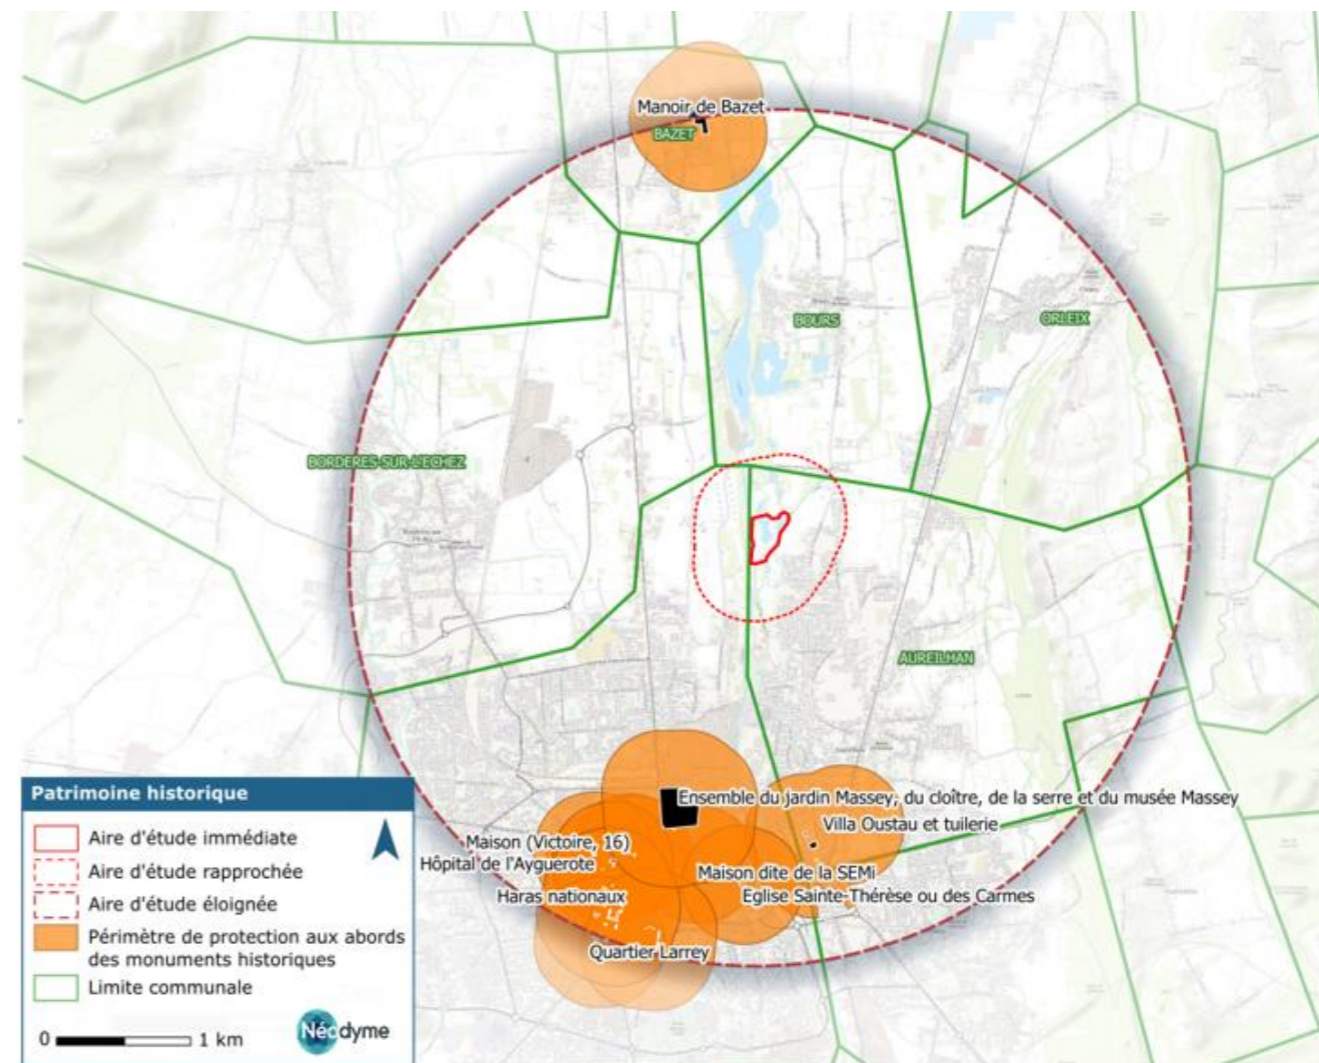 Manoir de Bazet
BAZET
BOURS
ORLEIX
BORDERES-SUR-L'ECHEZ
AUREILHAN
Ensemble du jardin Massey, du cloître, de la serre et du musée Massey
Villa Oustau et tuilerie
Maison (Victoire, 16)
Hôpital de l'Ayguerote
Maison dite de la SEMi
Haras nationaux
Eglise Sainte-Thérèse ou des Carmes
Quartier Larrey
Patrimoine historique
Aire d'étude immédiate
Aire d'étude rapprochée
Aire d'étude éloignée
Périmètre de protection aux abords
des monuments historiques
Limite communale
0 1 km
Néodyme